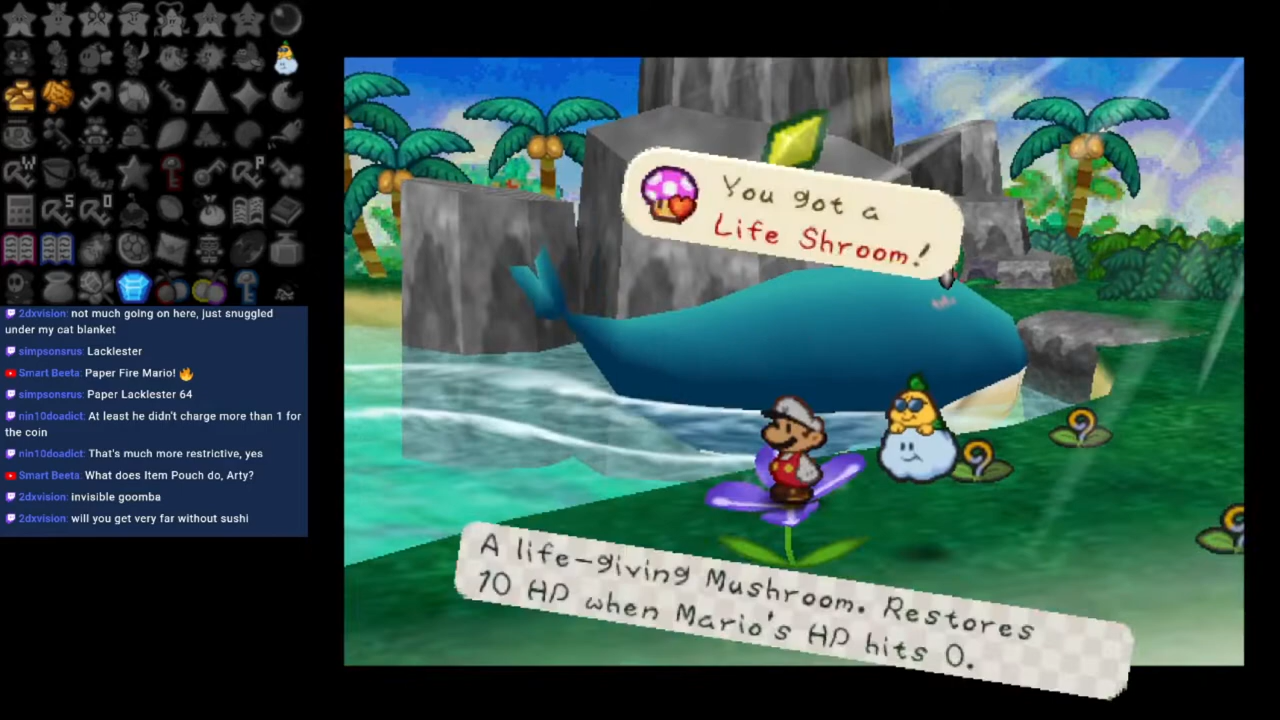 W
P
S
O
2dxvision: not much going on here, just snuggled
under my cat blanket
simpsonsrus: Lacklester
Smart Beeta: Paper Fire Mario! 🔥
simpsonsrus: Paper Lacklester 64
nin10doadict: At least he didn't charge more than 1 for
the coin
nin10doadict: That's much more restrictive, yes
Smart Beeta: What does Item Pouch do, Arty?
2dxvision: invisible goomba
2dxvision: will you get very far without sushi
You got a
Life Shroom!
A life-giving Mushroom. Restores
10 HP when Mario's HP hits 0.